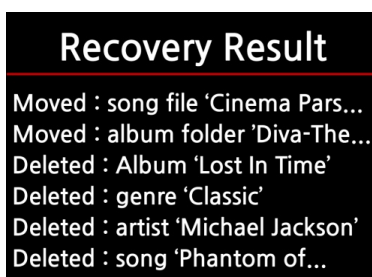 Recovery Result
Moved : song file ‘Cinema Pars...
Moved : album folder ’Diva-The...
Deleted : Album ‘Lost In Time’
Deleted : genre ‘Classic’
Deleted : artist ‘Michael Jackson’
Deleted : song ‘Phantom of...